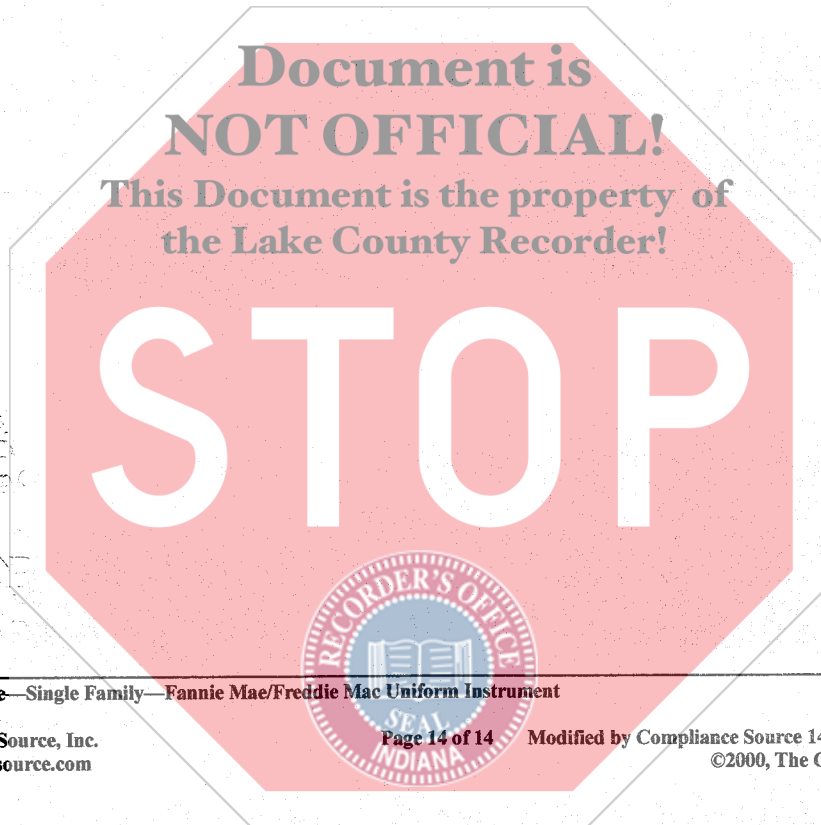 Document is
NOT OFFICIAL!
This Document is the property of
the Lake County Recorder!
STOP
RECORDER'S OFFICE
SEAL
INDIANA
—Single Family—Fannie Mae/Freddie Mac Uniform Instrument
Source, Inc. Page 14 of 14 Modified by Compliance Source 14
source.com ©2000, The